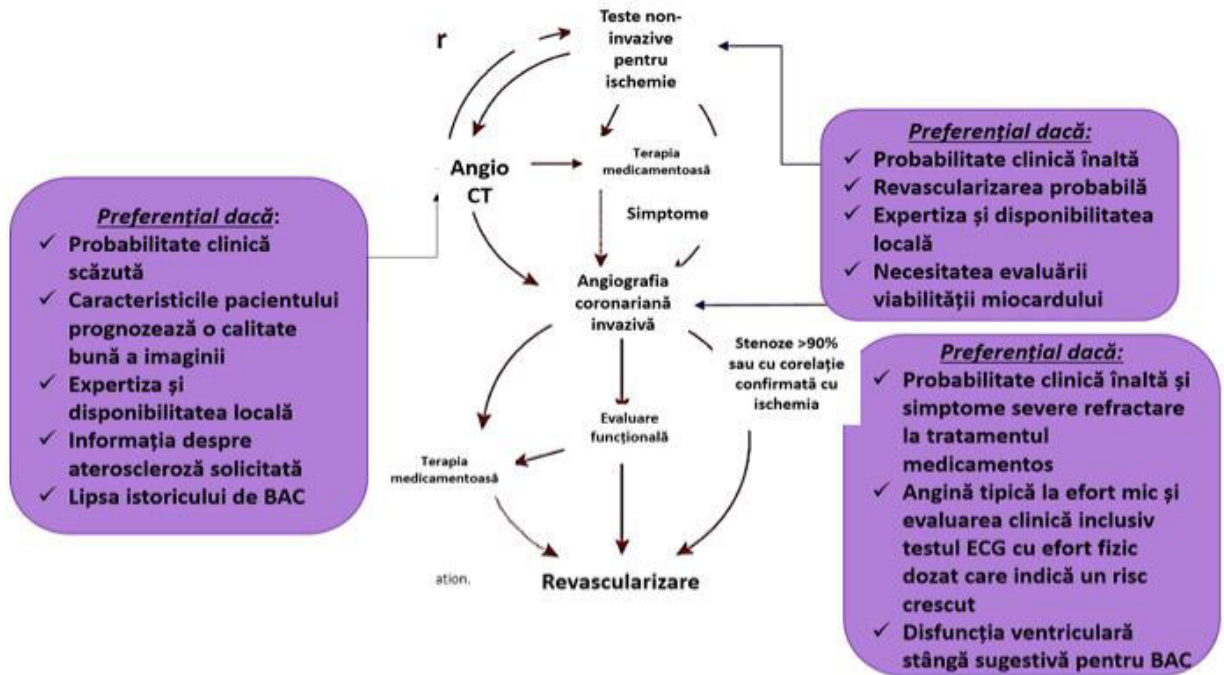 r
Teste non-
invazive
pentru
ischemie
Angio
CT
Terapia
medicamentoasă
Simptome
Angiografia
coronariană
invazivă
Stenoze >90%
sau cu corelație
confirmată cu
ischemia
Evaluare
funcțională
Terapia
medicamentoasă
ation.
Revascularizare
Preferențial dacă:
✓ Probabilitate clinică
scăzută
✓ Caracteristicile pacientului
prognozează o calitate
bună a imaginii
✓ Expertiza și
disponibilitatea locală
✓ Informația despre
ateroscleroză solicitată
✓ Lipsa istoricului de BAC
Preferențial dacă:
✓ Probabilitate clinică înaltă
✓ Revascularizarea probabilă
✓ Expertiza și disponibilitatea
locală
✓ Necesitatea evaluării
viabilității miocardului
Preferențial dacă:
✓ Probabilitate clinică înaltă și
simptome severe refractare
la tratamentul
medicamentos
✓ Angină tipică la efort mic și
evaluarea clinică inclusiv
testul ECG cu efort fizic
dozat care indică un risc
crescut
✓ Disfuncția ventriculară
stângă sugestivă pentru BAC